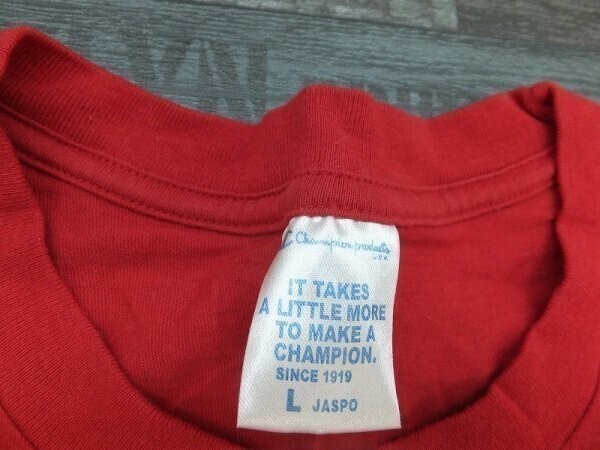 Champion products
USA
IT TAKES
A LITTLE MORE
TO MAKE A
CHAMPION.
SINCE 1919
L JASPO